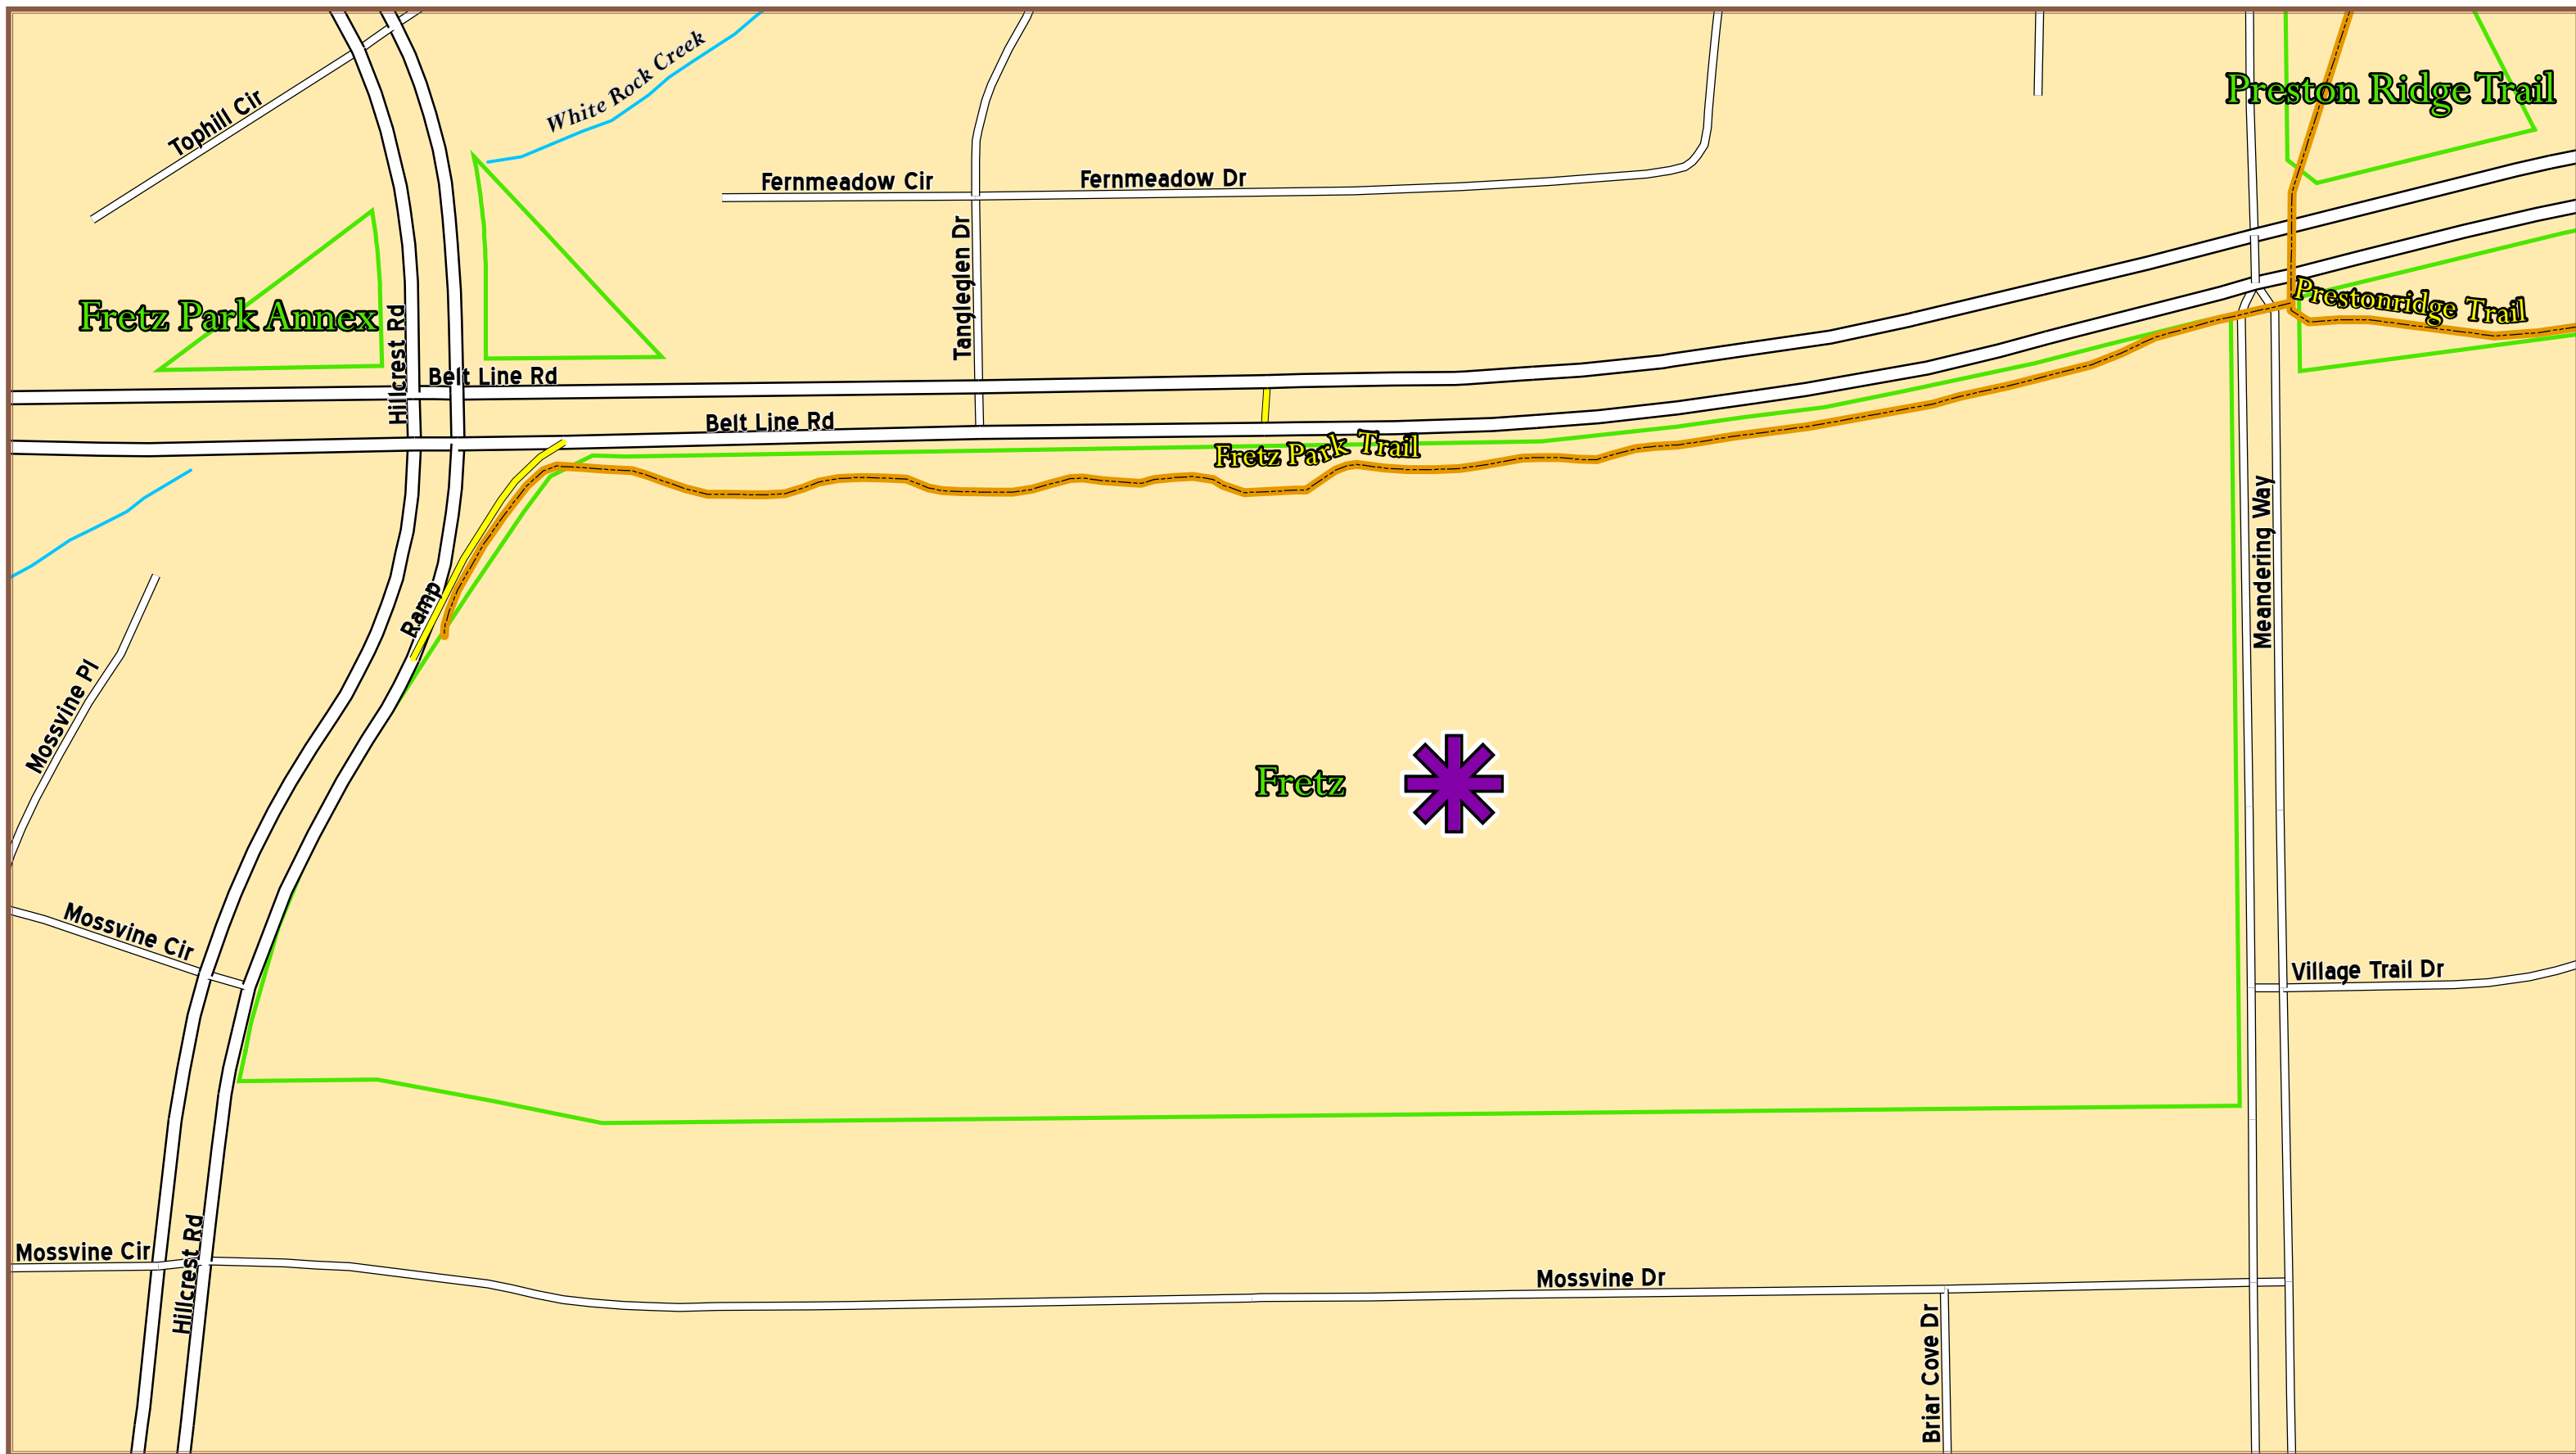 White Rock Creek
Preston Ridge Trail
Tophill Cir
Fernmeadow Cir
Fernmeadow Dr
Tangleglen Dr
Prestonridge Trail
Fretz Park Annex
Hillcrest Rd
Belt Line Rd
Belt Line Rd
Fretz Park Trail
Meandering Way
Ramp
Mossvine Pl
Fretz
Mossvine Cir
Village Trail Dr
Mossvine Cir
Hillcrest Rd
Mossvine Dr
Briar Cove Dr